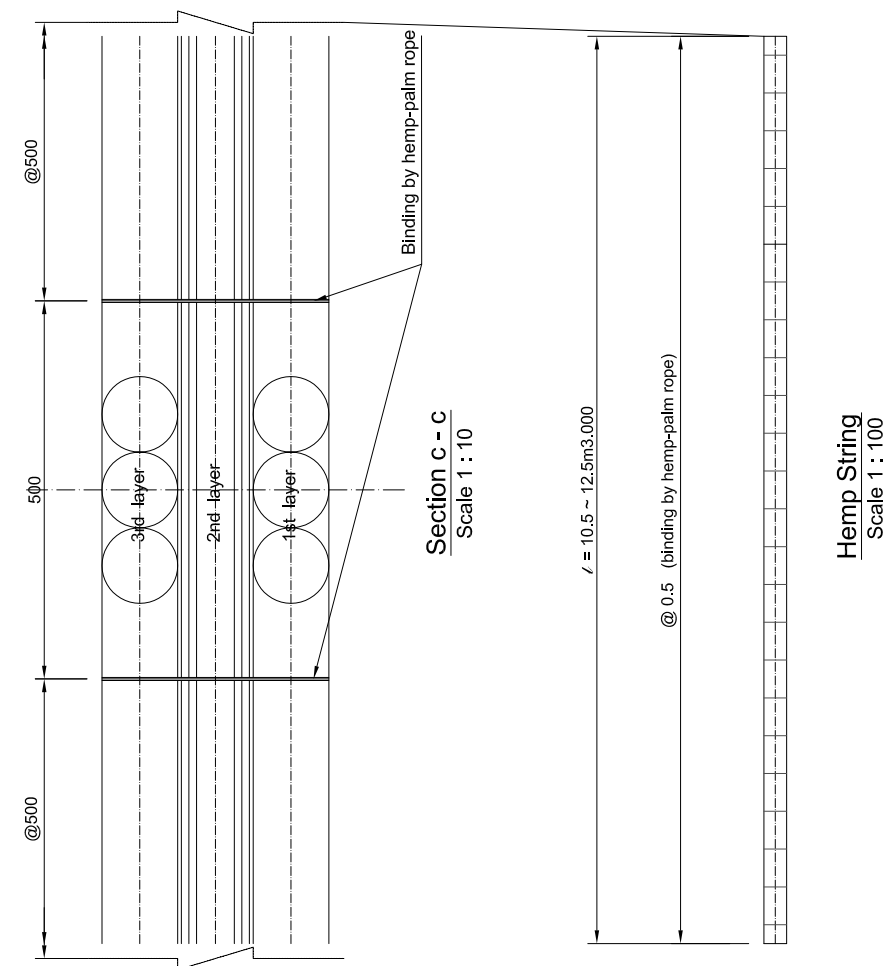 @500
500
@500
3rd layer
2nd layer
1st layer
Binding by hemp-palm rope
Section c - c
Scale 1 : 10
ℓ = 10.5 ~ 12.5m3.000
@ 0.5 (binding by hemp-palm rope)
Hemp String
Scale 1 : 100